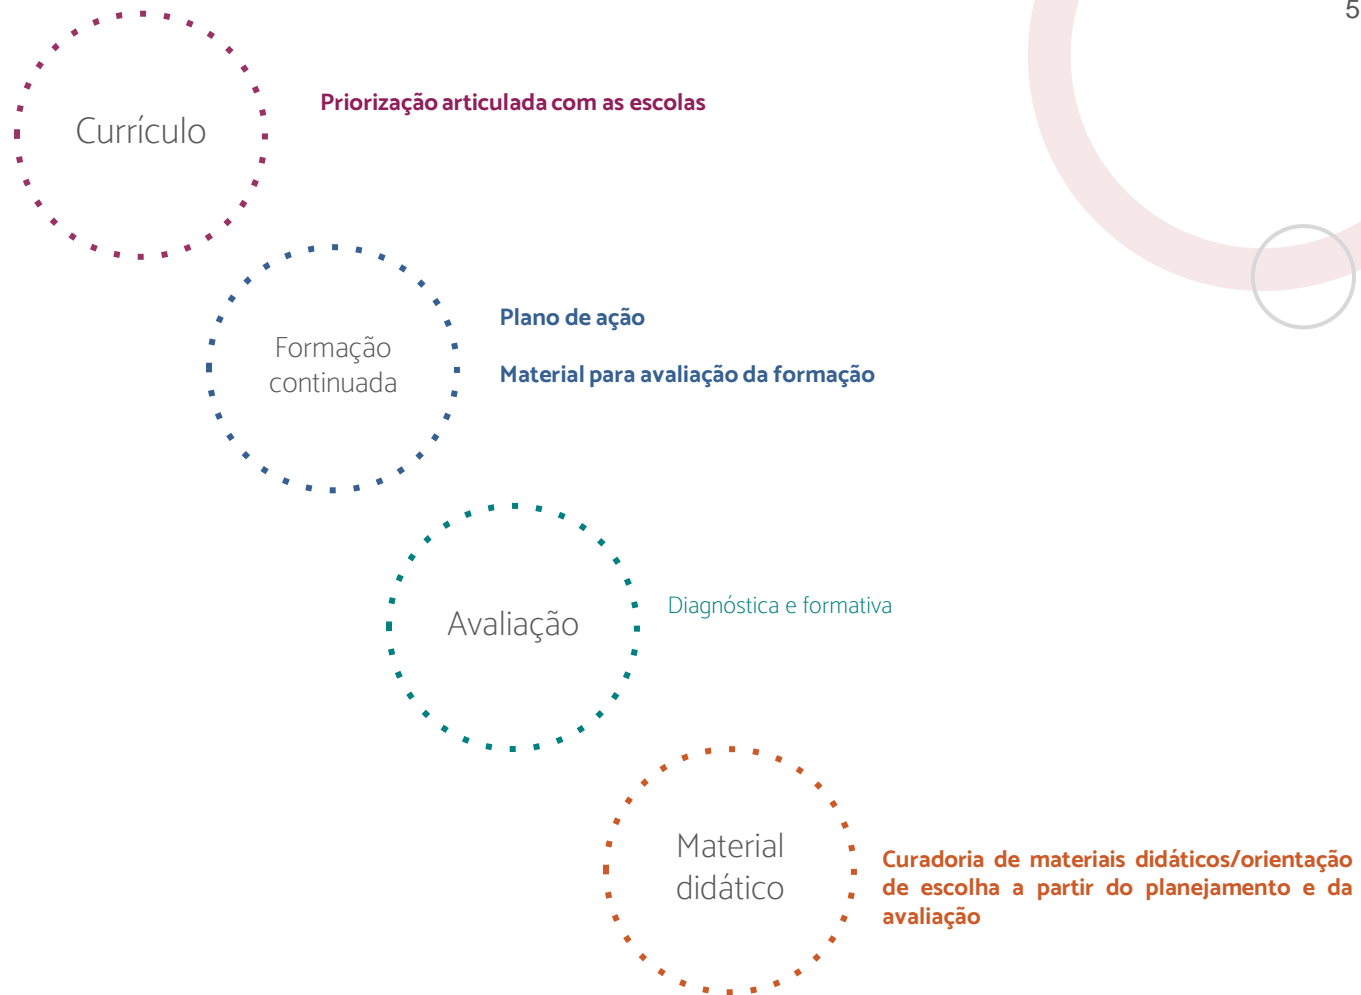 5
Currículo
Priorização articulada com as escolas
Formação
continuada
Plano de ação
Material para avaliação da formação
Avaliação
Diagnóstica e formativa
Material
didático
Curadoria de materiais didáticos/orientação
de escolha a partir do planejamento e da
avaliação